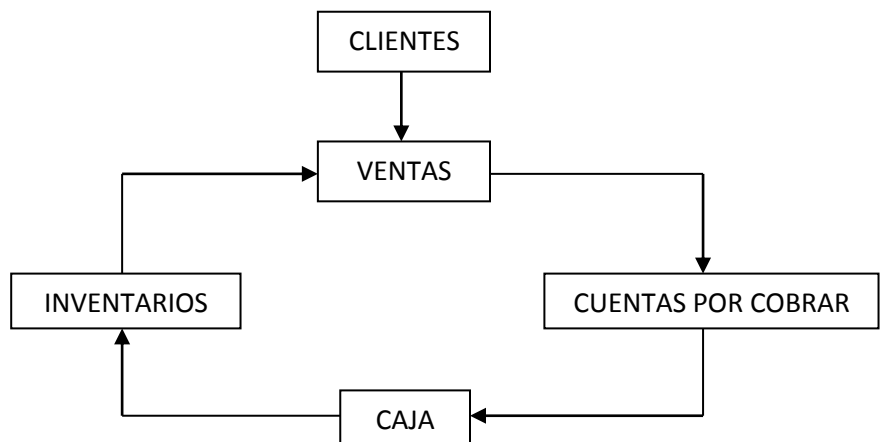 CLIENTES
VENTAS
INVENTARIOS
CUENTAS POR COBRAR
CAJA